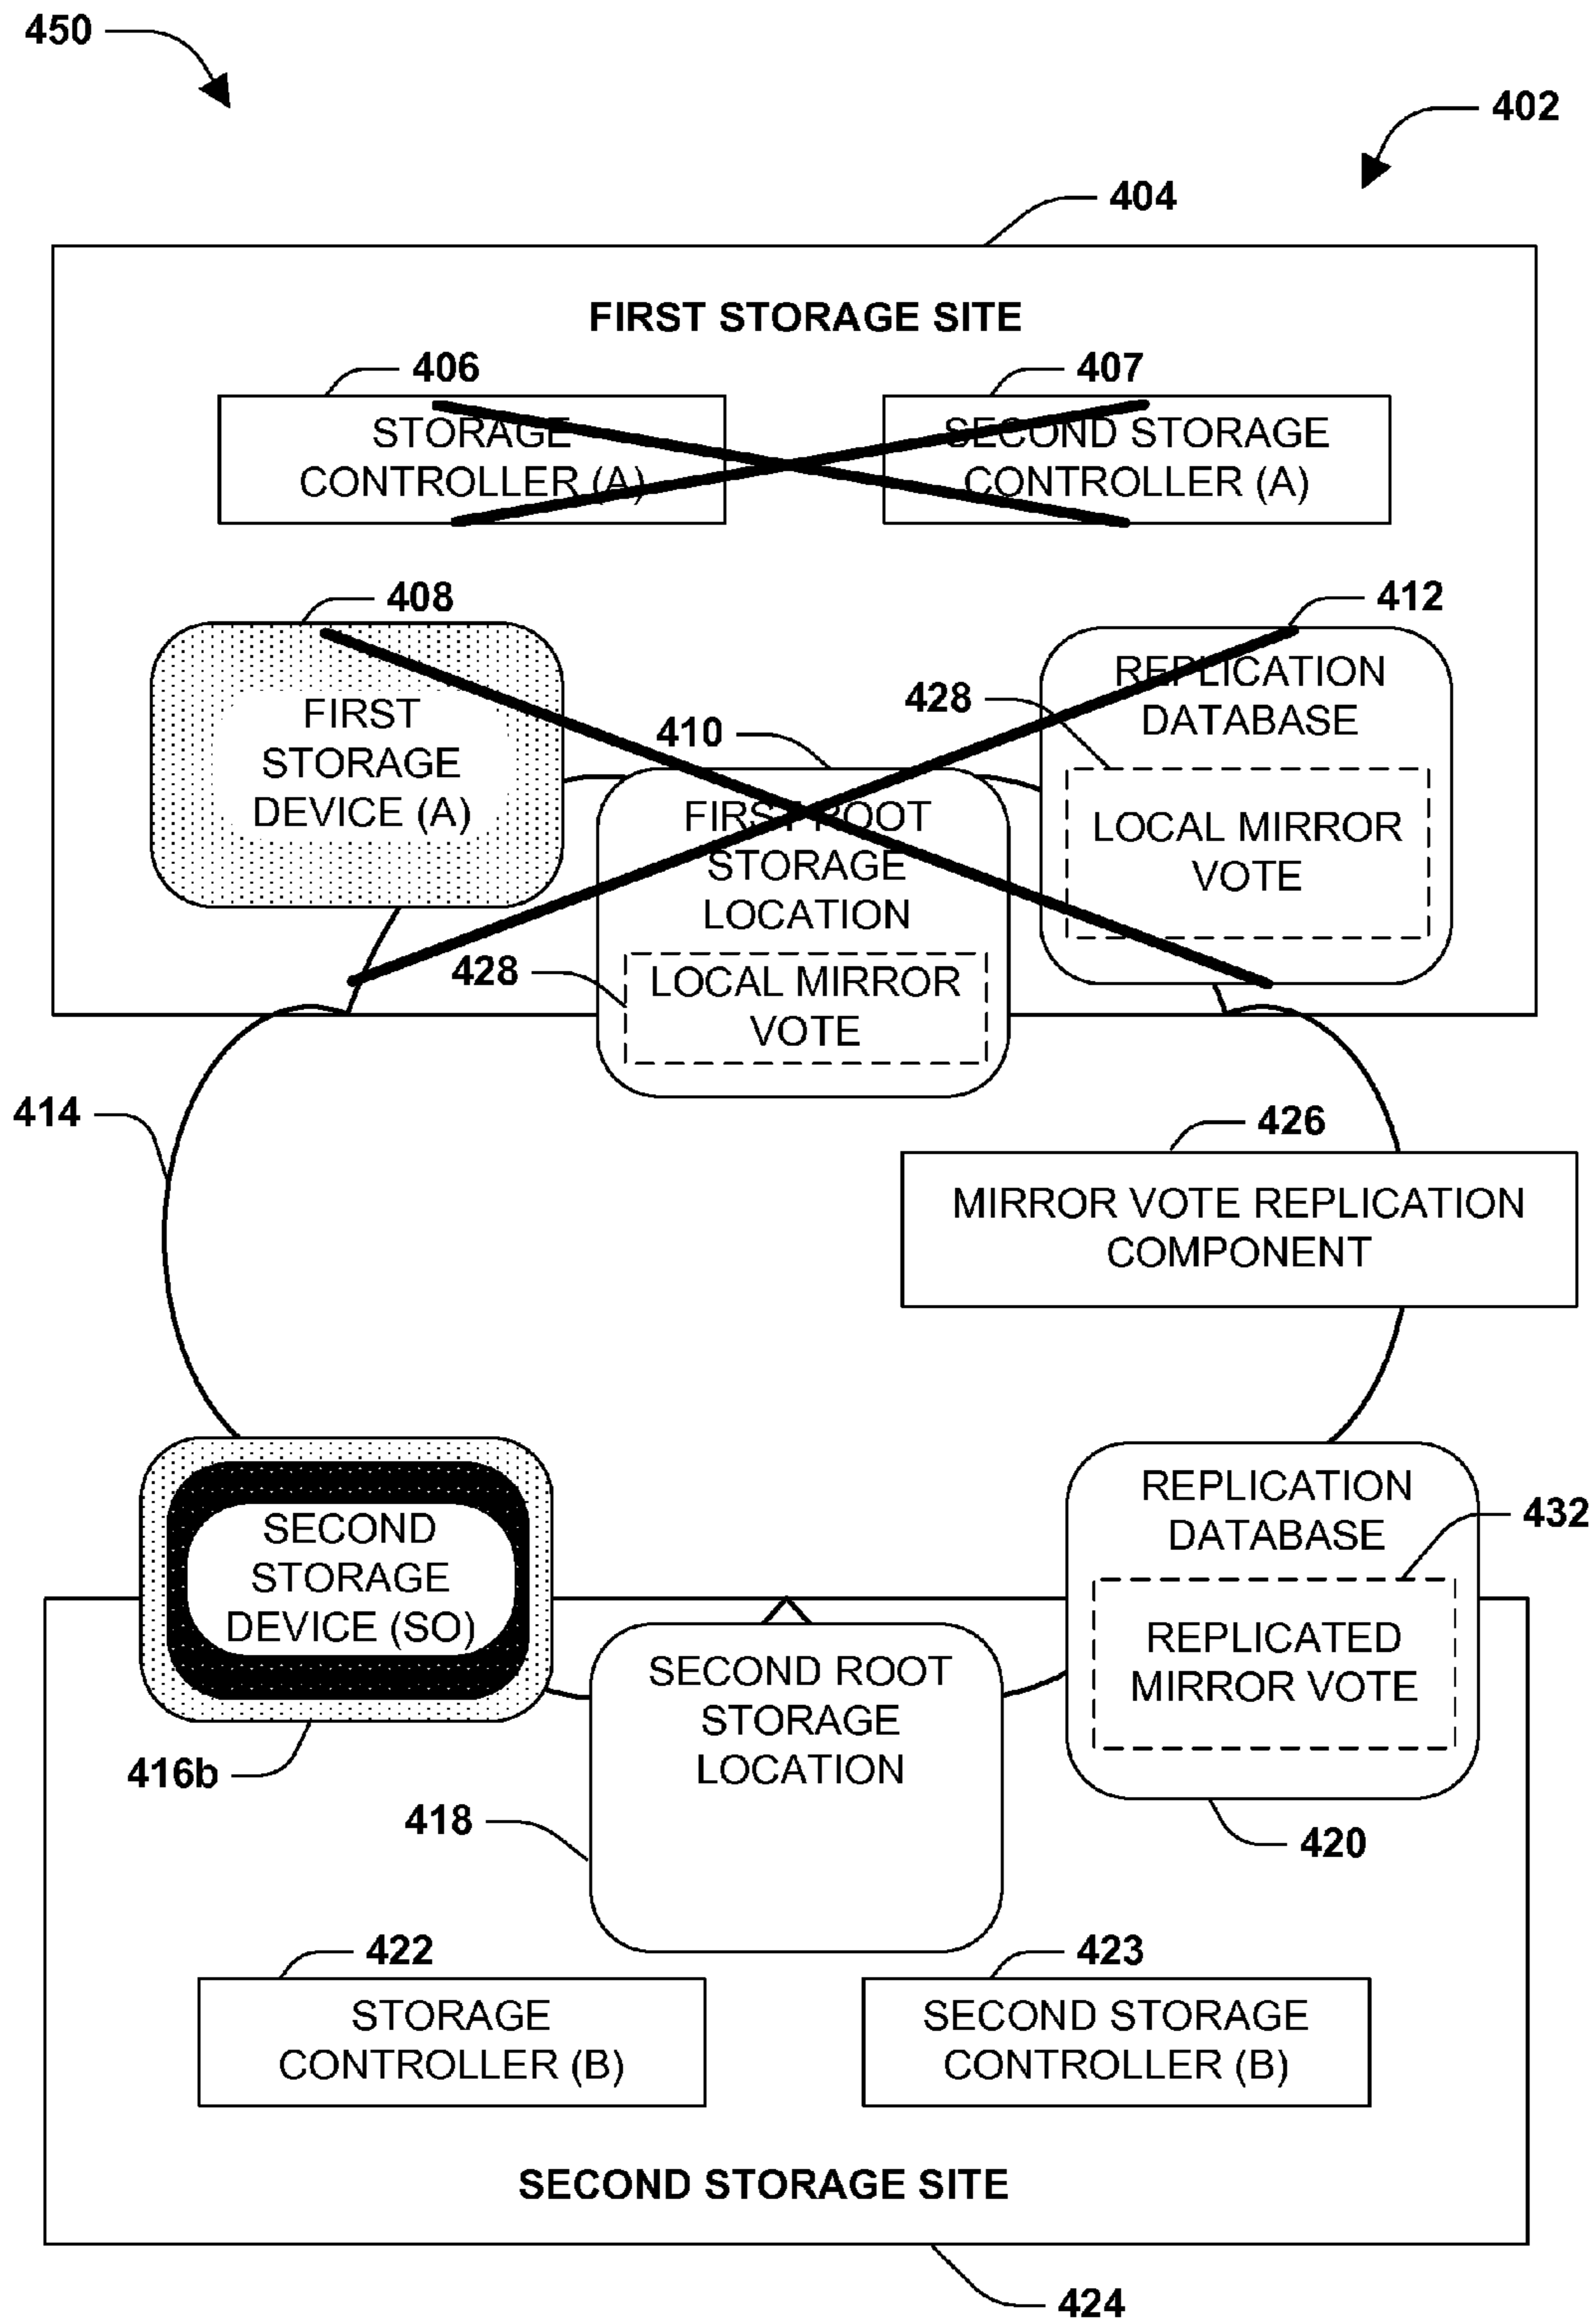 450
402
404
FIRST STORAGE SITE
406
407
STORAGE
CONTROLLER (A)
SECOND STORAGE
CONTROLLER (A)
408
412
FIRST
STORAGE
DEVICE (A)
410
428
REPLICATION
DATABASE
LOCAL MIRROR
VOTE
FIRST ROOT
STORAGE
LOCATION
428
LOCAL MIRROR
VOTE
414
426
MIRROR VOTE REPLICATION
COMPONENT
SECOND
STORAGE
DEVICE (SO)
REPLICATION
DATABASE
432
REPLICATED
MIRROR VOTE
SECOND ROOT
STORAGE
LOCATION
416b
418
420
422
423
STORAGE
CONTROLLER (B)
SECOND STORAGE
CONTROLLER (B)
SECOND STORAGE SITE
424